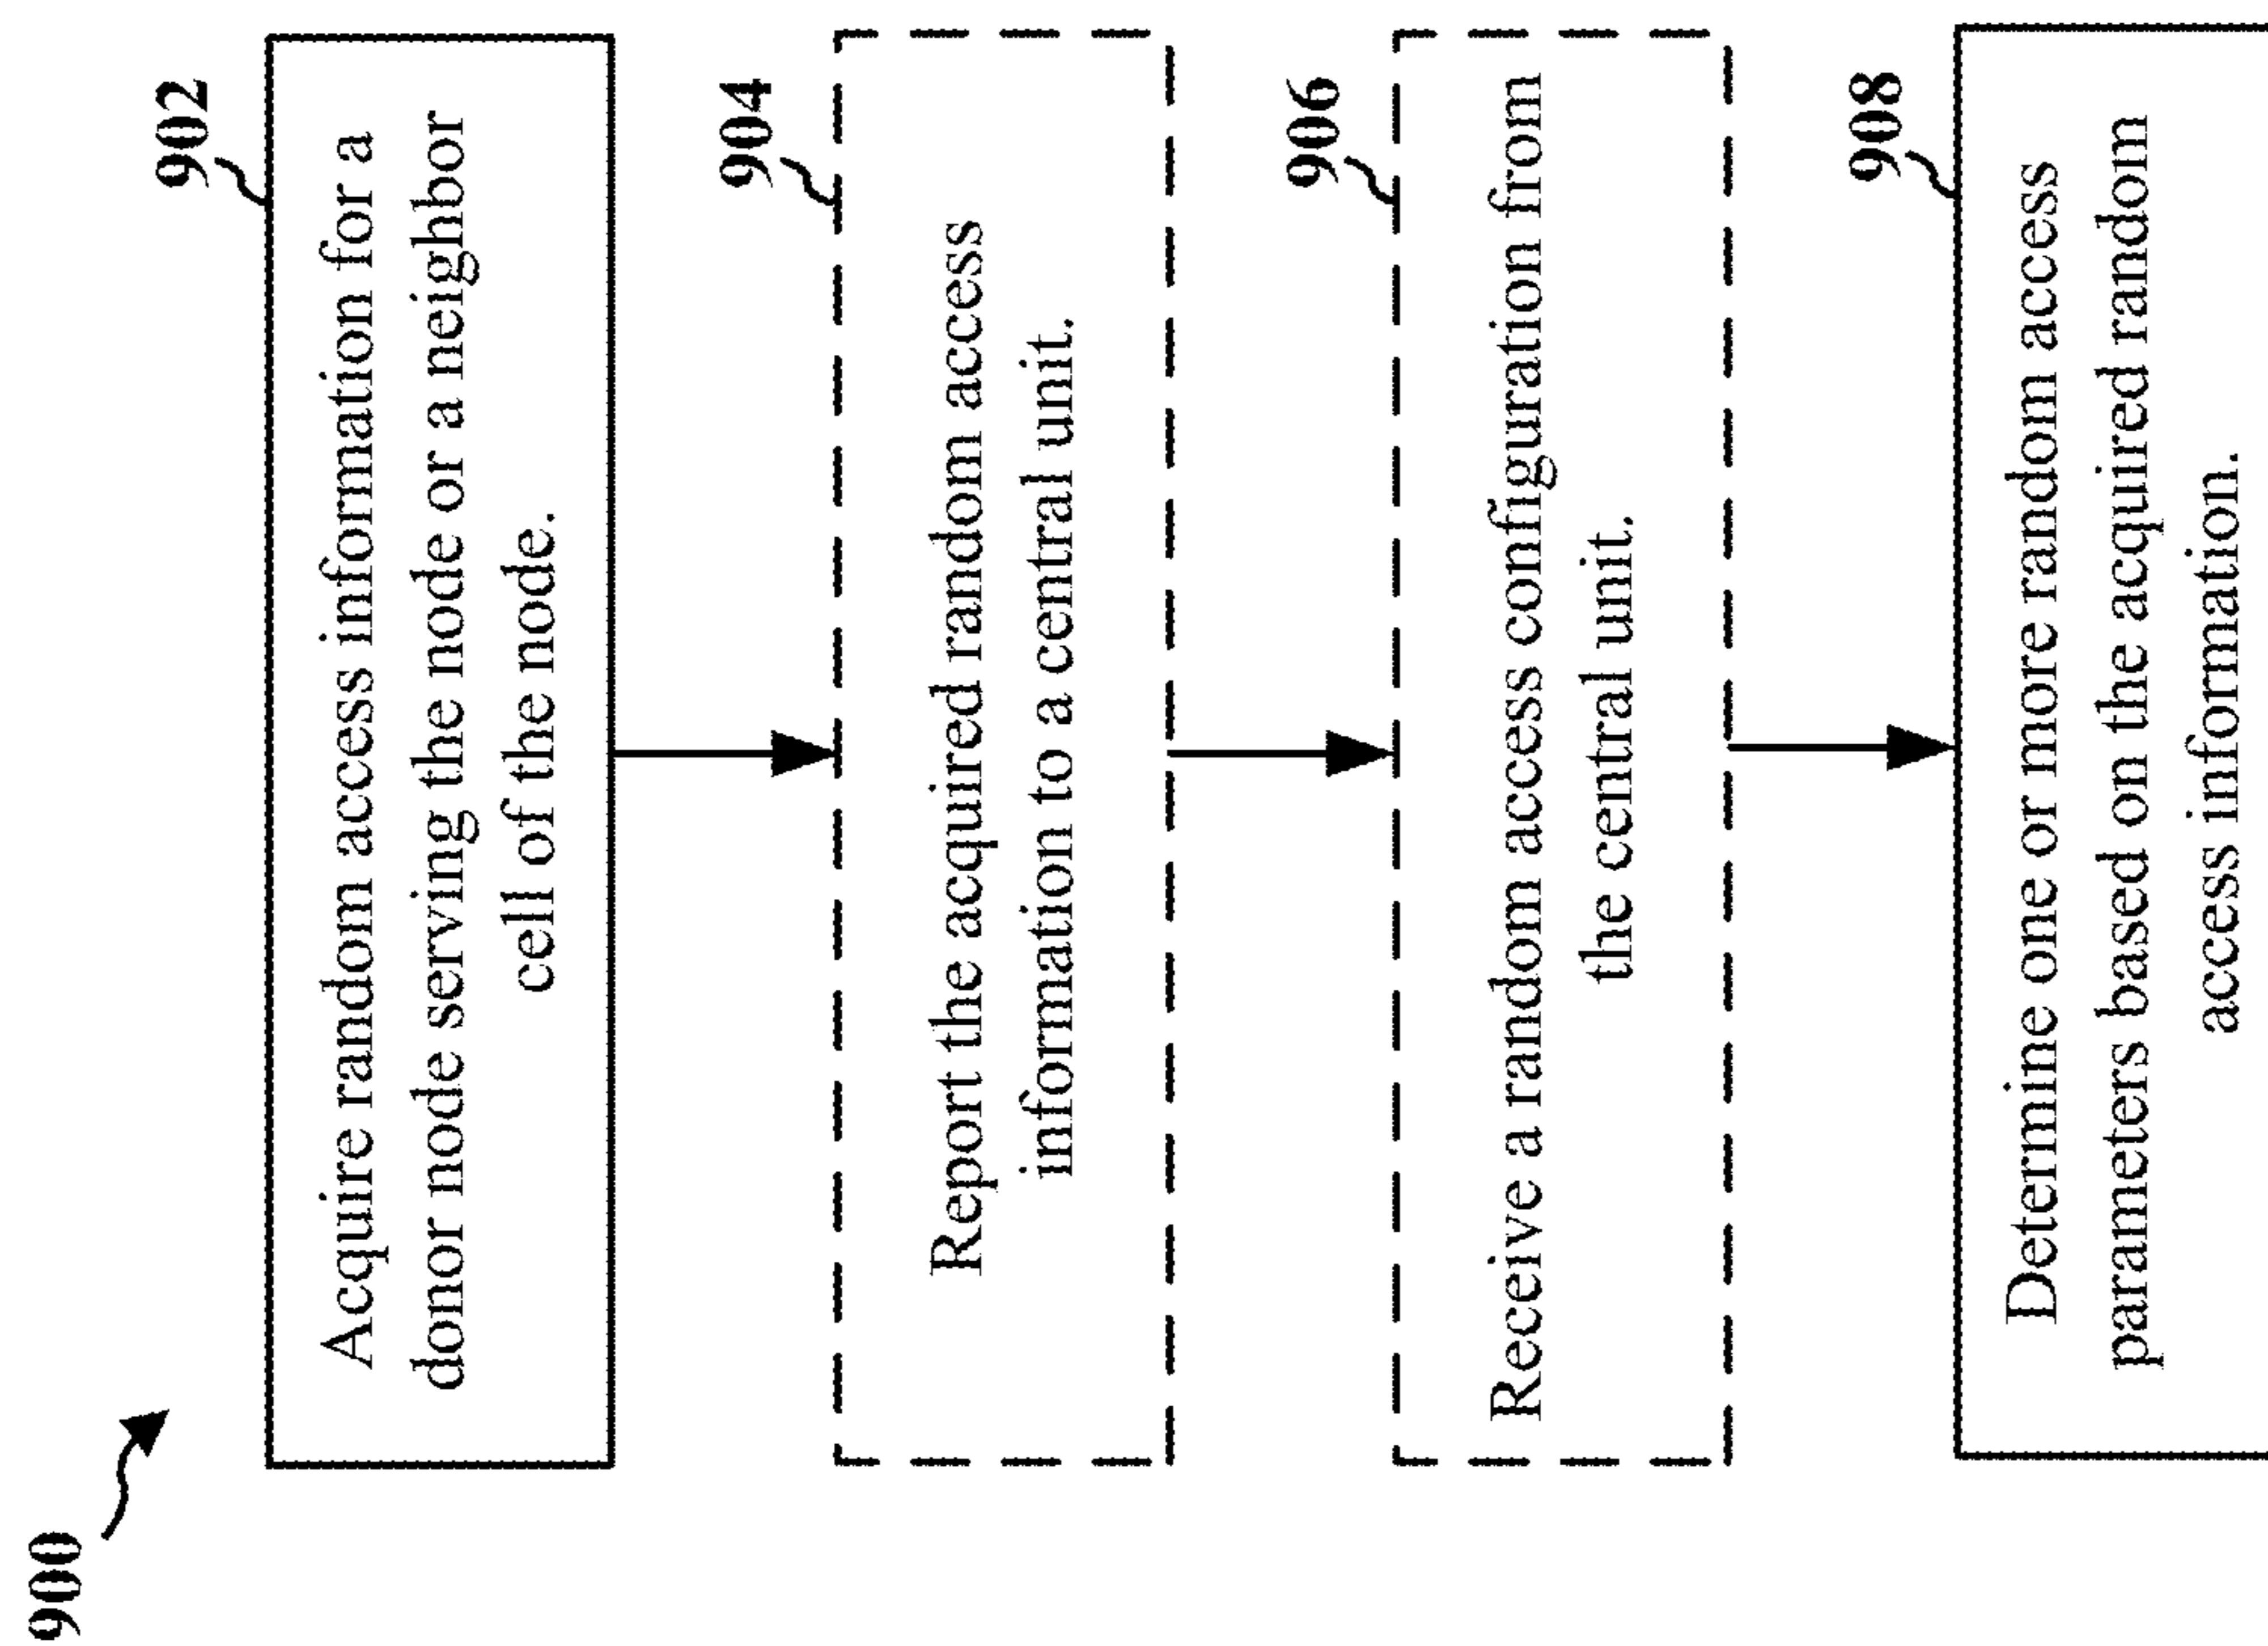 900
902
Acquire random access information for a
donor node serving the node or a neighbor
cell of the node.
904
Report the acquired random access
information to a central unit.
906
Receive a random access configuration from
the central unit.
908
Determine one or more random access
parameters based on the acquired random
access information.